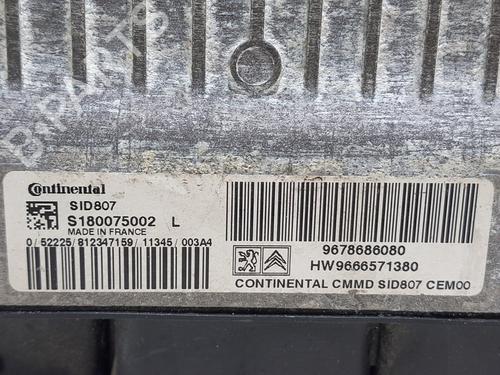 B-PARTS
Continental
SID807
S180075002 L
MADE IN FRANCE
0/52225/812347159/11345/003A4
9678686080
HW9666571380
CONTINENTAL CMMD SID807 CEM00